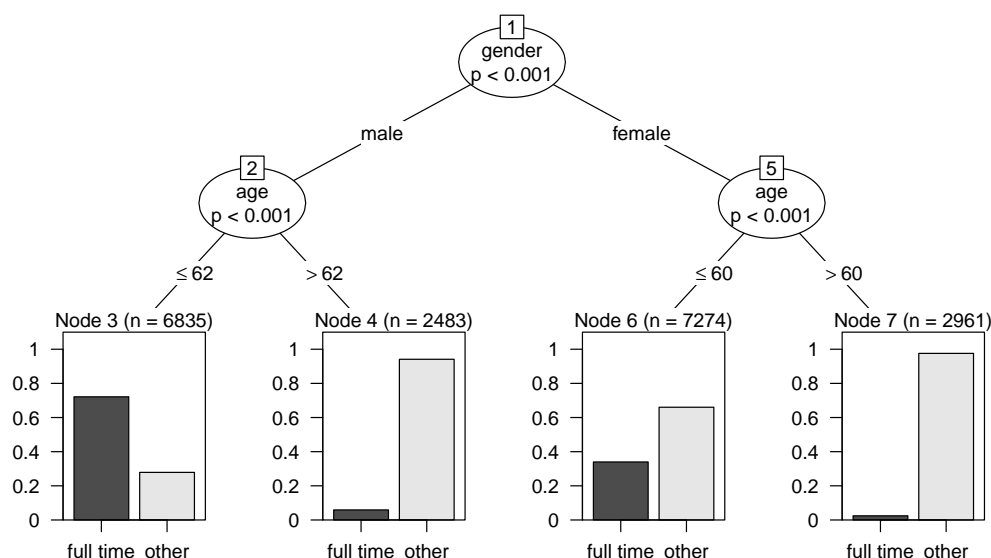 1
gender
p < 0.001
male
female
2
age
p < 0.001
5
age
p < 0.001
≤ 62
> 62
≤ 60
> 60
Node 3 (n = 6835)
1
0.8
0.6
0.4
0.2
0
full time other
Node 4 (n = 2483)
1
0.8
0.6
0.4
0.2
0
full time other
Node 6 (n = 7274)
1
0.8
0.6
0.4
0.2
0
full time other
Node 7 (n = 2961)
1
0.8
0.6
0.4
0.2
0
full time other